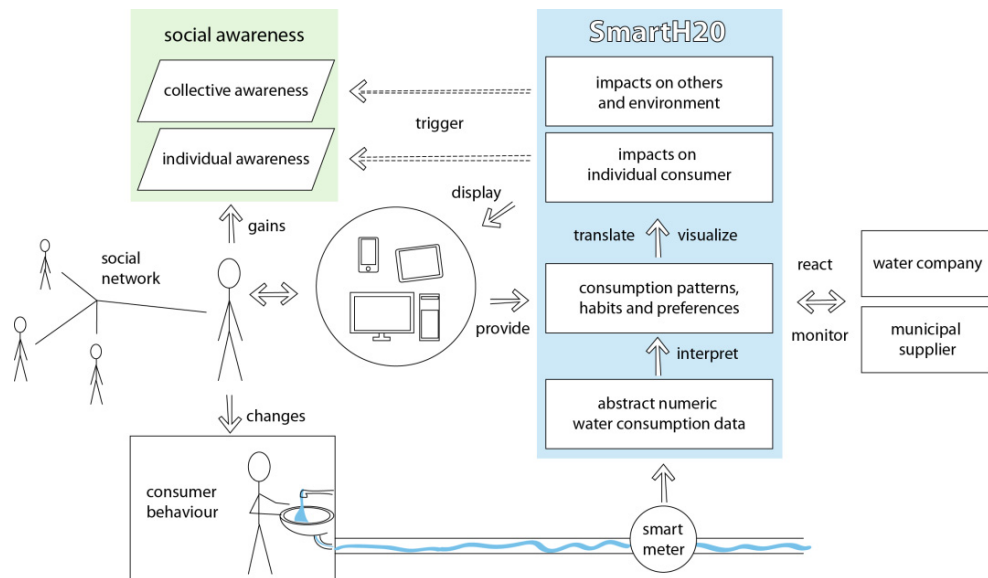 social awareness
collective awareness
individual awareness
SmartH20
impacts on others
and environment
impacts on
individual consumer
trigger
display
gains
translate
visualize
social
network
provide
consumption patterns,
habits and preferences
react
monitor
water company
municipal
supplier
interpret
abstract numeric
water consumption data
changes
consumer
behaviour
smart
meter